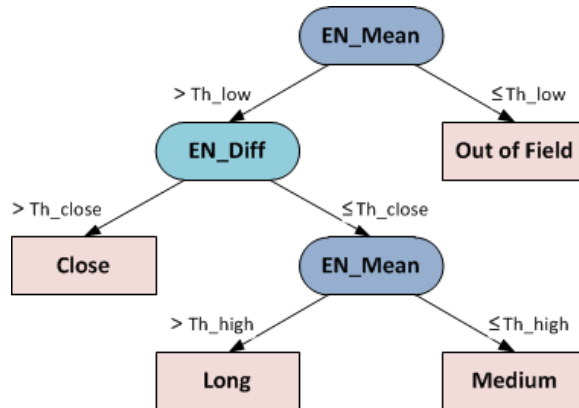 EN_Mean
> Th_low
≤Th_low
EN_Diff
Out of Field
> Th_close
≤Th_close
Close
EN_Mean
> Th_high
≤Th_high
Long
Medium